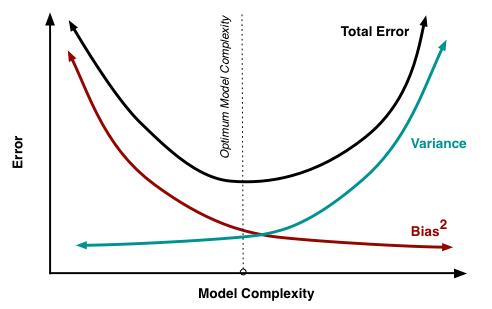 Total Error
Optimum Model Complexity
Variance
Error
Bias²
Model Complexity